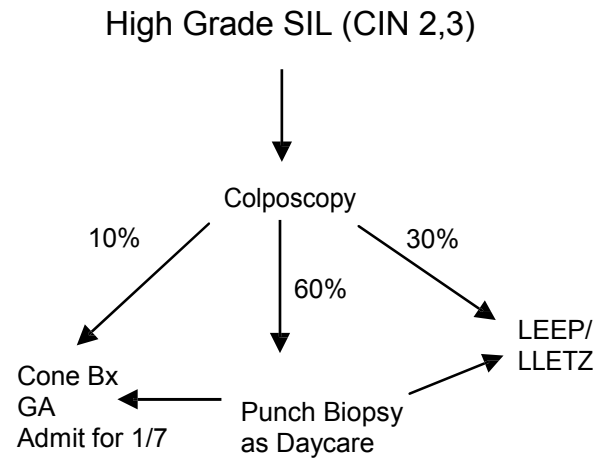 High Grade SIL (CIN 2,3)
Colposcopy
10%
30%
60%
LEEP/
LLETZ
Cone Bx
GA
Admit for 1/7
Punch Biopsy
as Daycare